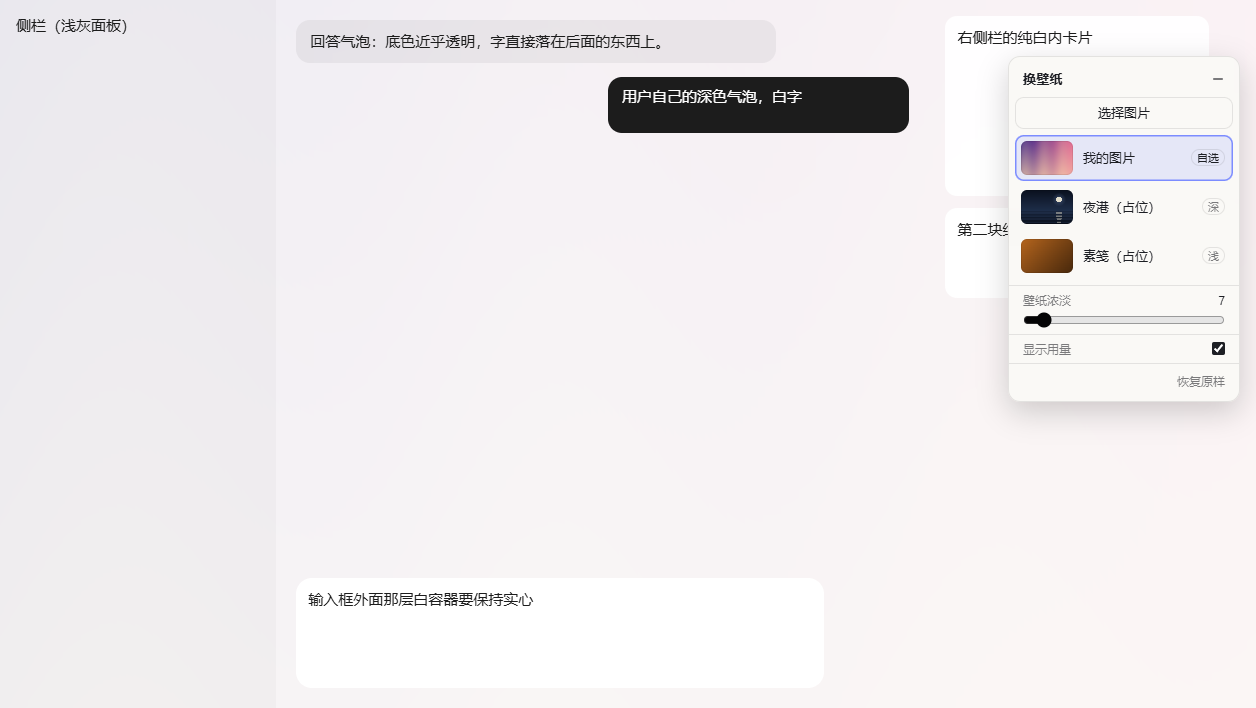 侧栏（浅灰面板）
回答气泡：底色近乎透明，字直接落在后面的东西上。
用户自己的深色气泡，白字
右侧栏的纯白内卡片
第二块
换壁纸
选择图片
我的图片 自选
夜港（占位） 深
素笺（占位） 浅
壁纸浓淡 7
显示用量
恢复原样
输入框外面那层白容器要保持实心